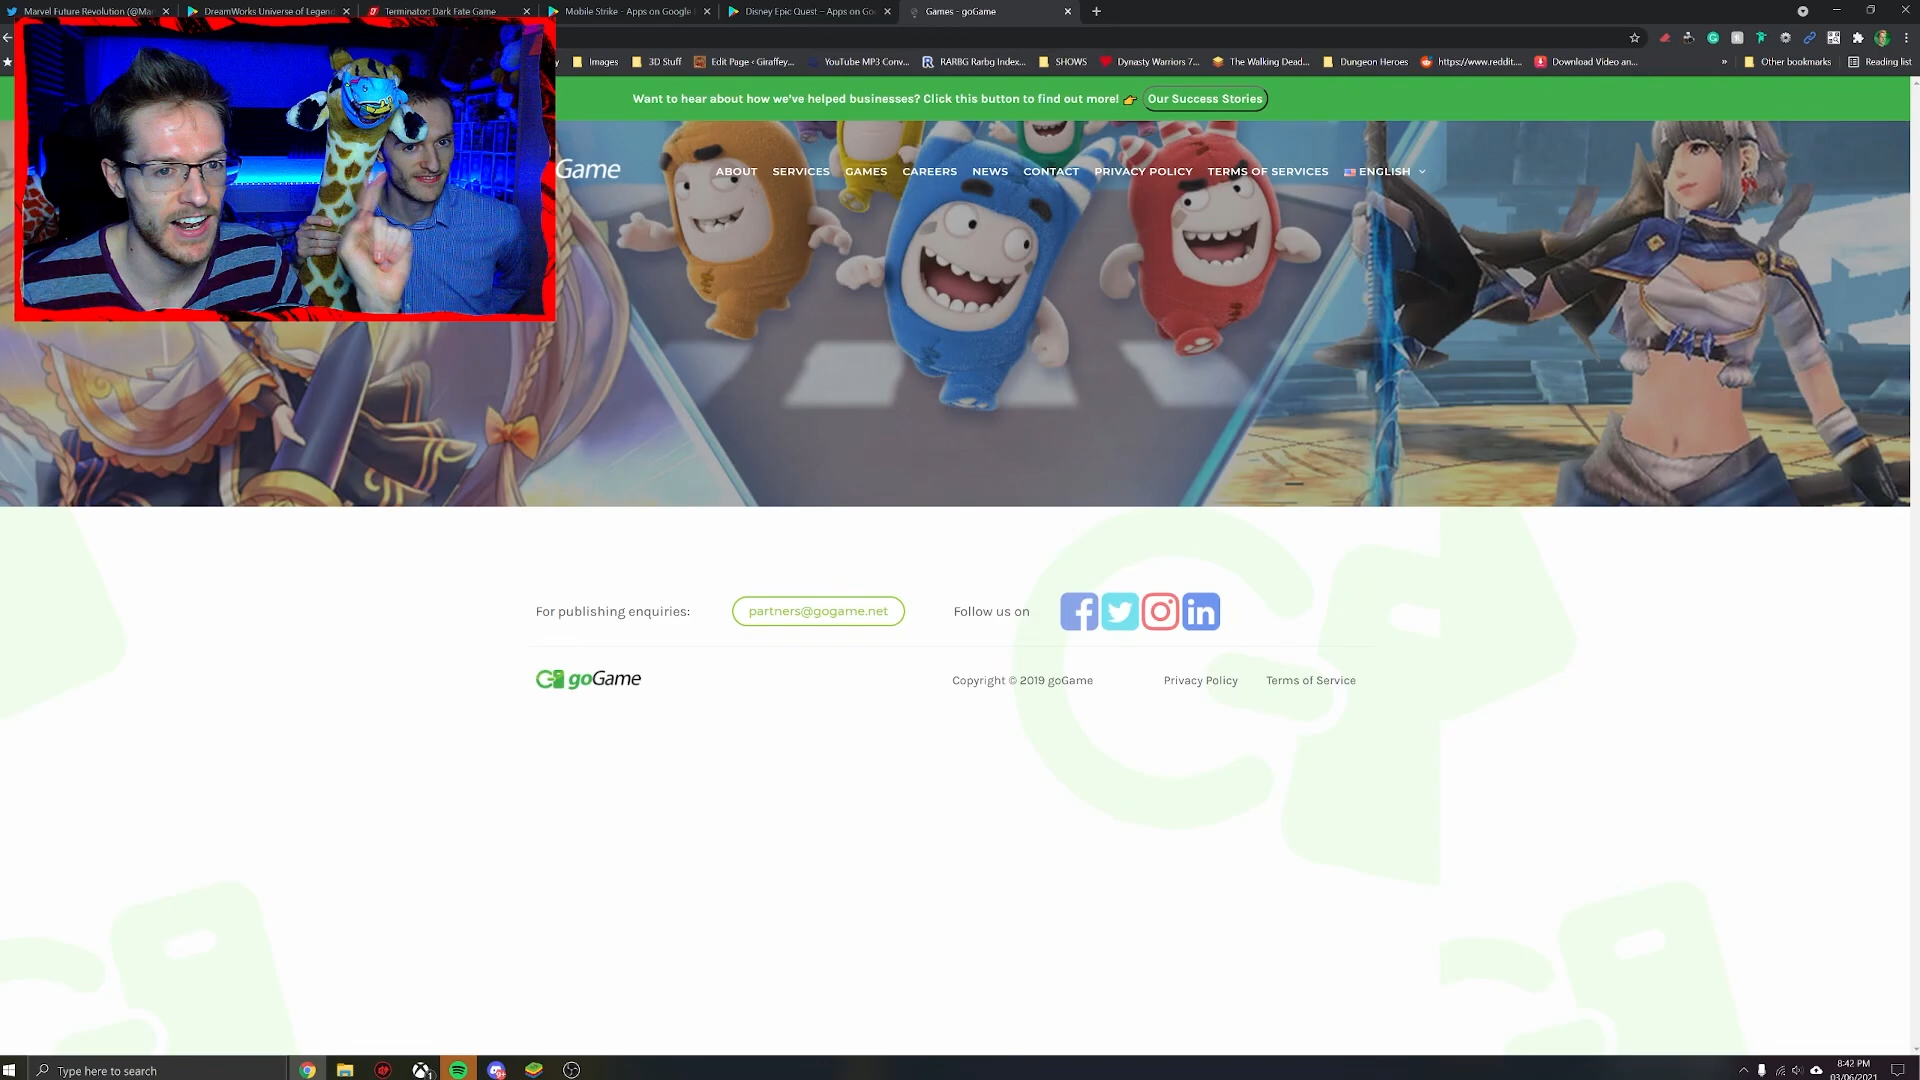 Marvel Future Revolution (@Ma
DreamWorks Universe of Legend
Terminator: Dark Fate Game
Mobile Strike - Apps on Google
Disney Epic Quest – Apps on Go
Games - goGame
Images
3D Stuff
Edit Page ‹ Giraffey...
YouTube MP3 Conv...
RARBG Rarbg Index...
SHOWS
Dynasty Warriors 7...
The Walking Dead...
Dungeon Heroes
https://www.reddit....
Download Video an...
»
Other bookmarks
Reading list
Want to hear about how we've helped businesses? Click this button to find out more! 👉 Our Success Stories
Game
ABOUT SERVICES GAMES CAREERS NEWS CONTACT PRIVACY POLICY TERMS OF SERVICES ENGLISH
For publishing enquiries: partners@gogame.net Follow us on
goGame
Copyright © 2019 goGame Privacy Policy Terms of Service
Type here to search
8:42 PM
03/06/2021